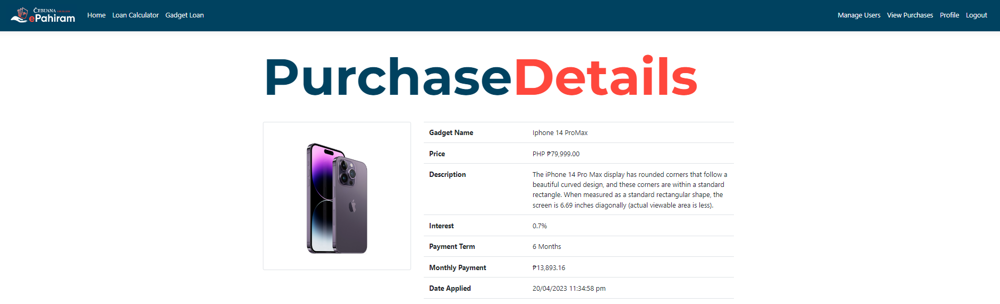 CEBUANA
ePahiram
Home Loan Calculator Gadget Loan
Manage Users View Purchases Profile Logout
PurchaseDetails
Gadget Name Iphone 14 ProMax
Price PHP ₱79,999.00
Description The iPhone 14 Pro Max display has rounded corners that follow a
beautiful curved design, and these corners are within a standard
rectangle. When measured as a standard rectangular shape, the
screen is 6.69 inches diagonally (actual viewable area is less).
Interest 0.7%
Payment Term 6 Months
Monthly Payment ₱13,893.16
Date Applied 20/04/2023 11:34:58 pm